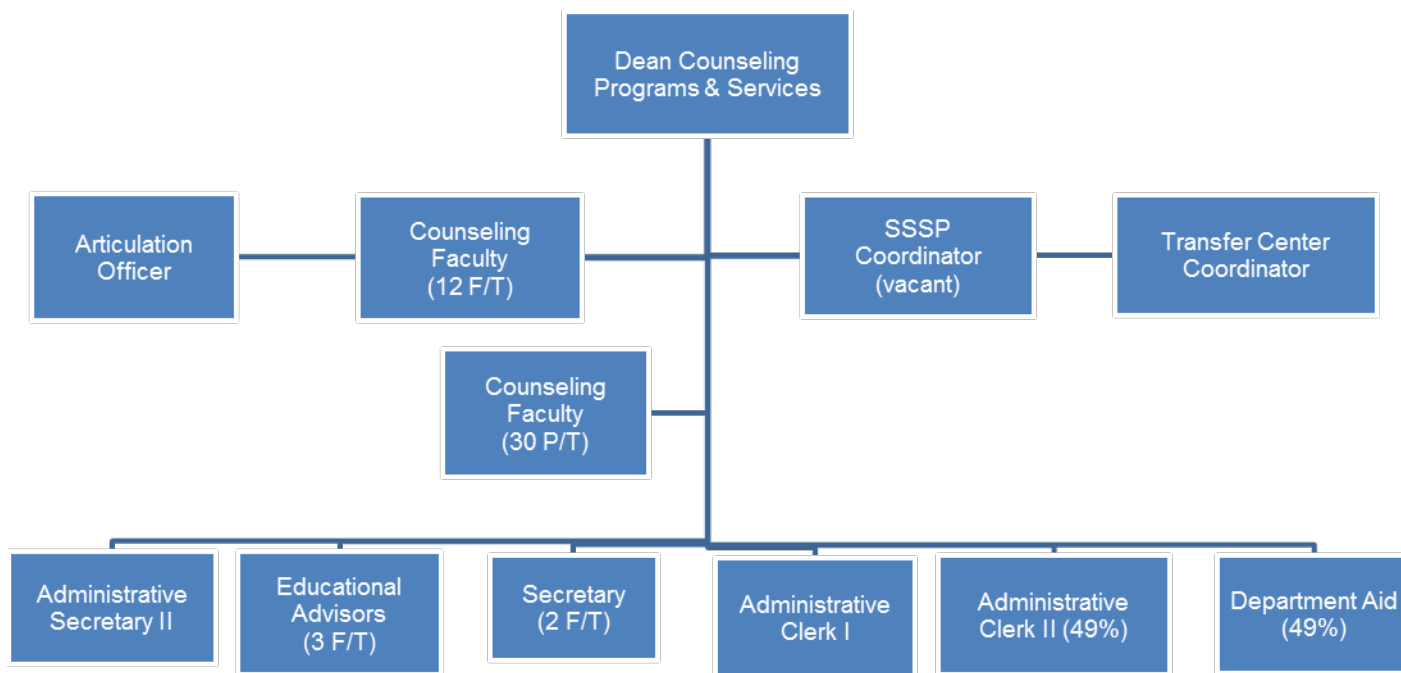 Dean Counseling
Programs & Services
Articulation
Officer
Counseling
Faculty
(12 F/T)
SSSP
Coordinator
(vacant)
Transfer Center
Coordinator
Counseling
Faculty
(30 P/T)
Administrative
Secretary II
Educational
Advisors
(3 F/T)
Secretary
(2 F/T)
Administrative
Clerk I
Administrative
Clerk II (49%)
Department Aid
(49%)